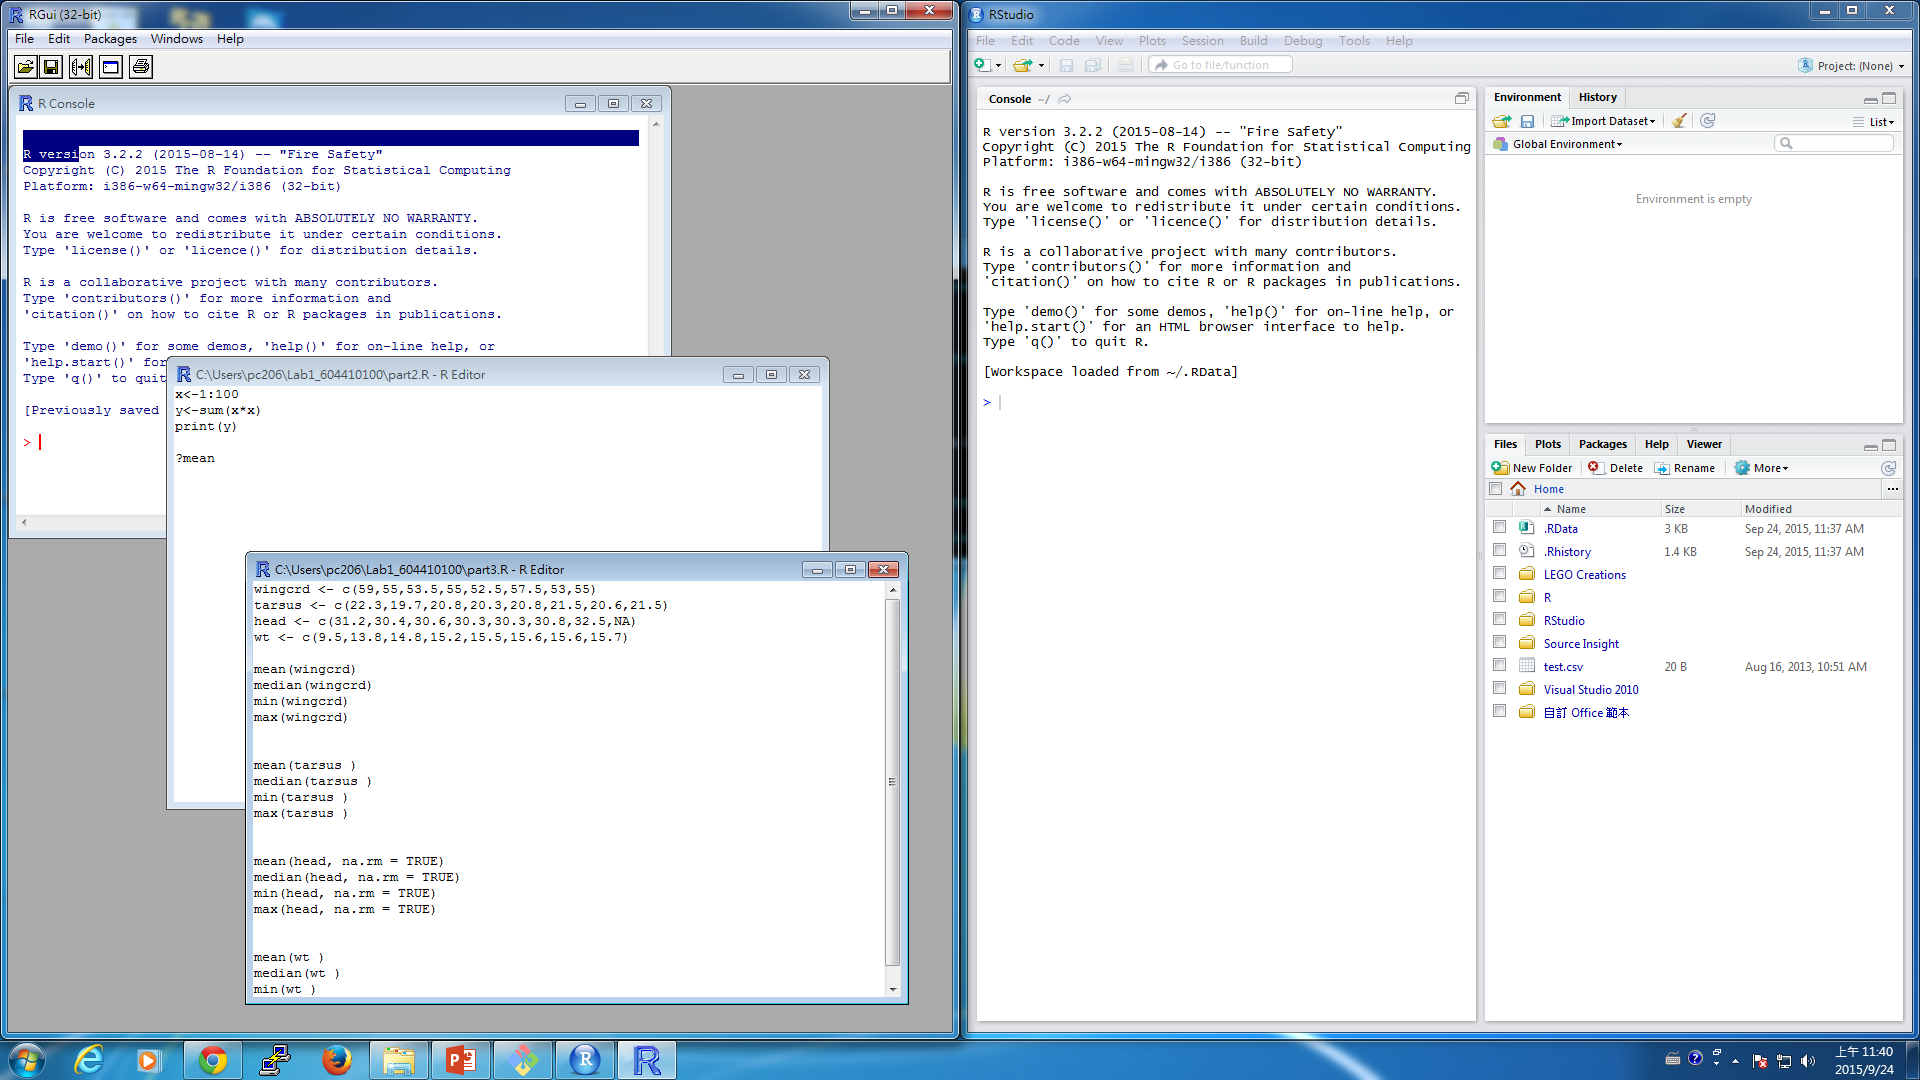 RGui (32-bit)
File Edit Packages Windows Help
R Console
R version 3.2.2 (2015-08-14) -- "Fire Safety"
Copyright (C) 2015 The R Foundation for Statistical Computing
Platform: i386-w64-mingw32/i386 (32-bit)
R is free software and comes with ABSOLUTELY NO WARRANTY.
You are welcome to redistribute it under certain conditions.
Type 'license()' or 'licence()' for distribution details.
R is a collaborative project with many contributors.
Type 'contributors()' for more information and
'citation()' on how to cite R or R packages in publications.
Type 'demo()' for some demos, 'help()' for on-line help, or
'help.start()' for
Type 'q()' to quit
[Previously saved
>
C:\Users\pc206\Lab1_604410100\part2.R - R Editor
x<-1:100
y<-sum(x*x)
print(y)
?mean
C:\Users\pc206\Lab1_604410100\part3.R - R Editor
wingcrd <- c(59,55,53.5,55,52.5,57.5,53,55)
tarsus <- c(22.3,19.7,20.8,20.3,20.8,21.5,20.6,21.5)
head <- c(31.2,30.4,30.6,30.3,30.3,30.8,32.5,NA)
wt <- c(9.5,13.8,14.8,15.2,15.5,15.6,15.6,15.7)
mean(wingcrd)
median(wingcrd)
min(wingcrd)
max(wingcrd)
mean(tarsus )
median(tarsus )
min(tarsus )
max(tarsus )
mean(head, na.rm = TRUE)
median(head, na.rm = TRUE)
min(head, na.rm = TRUE)
max(head, na.rm = TRUE)
mean(wt )
median(wt )
min(wt )
RStudio
File Edit Code View Plots Session Build Debug Tools Help
Go to file/function
Project: (None)
Console ~/
R version 3.2.2 (2015-08-14) -- "Fire Safety"
Copyright (C) 2015 The R Foundation for Statistical Computing
Platform: i386-w64-mingw32/i386 (32-bit)
R is free software and comes with ABSOLUTELY NO WARRANTY.
You are welcome to redistribute it under certain conditions.
Type 'license()' or 'licence()' for distribution details.
R is a collaborative project with many contributors.
Type 'contributors()' for more information and
'citation()' on how to cite R or R packages in publications.
Type 'demo()' for some demos, 'help()' for on-line help, or
'help.start()' for an HTML browser interface to help.
Type 'q()' to quit R.
[Workspace loaded from ~/.RData]
>
Environment History
Import Dataset List
Global Environment
Environment is empty
Files Plots Packages Help Viewer
New Folder Delete Rename More
Home ...
Name Size Modified
.RData 3 KB Sep 24, 2015, 11:37 AM
.Rhistory 1.4 KB Sep 24, 2015, 11:37 AM
LEGO Creations
R
RStudio
Source Insight
test.csv 20 B Aug 16, 2013, 10:51 AM
Visual Studio 2010
自訂 Office 範本
上午 11:40
2015/9/24